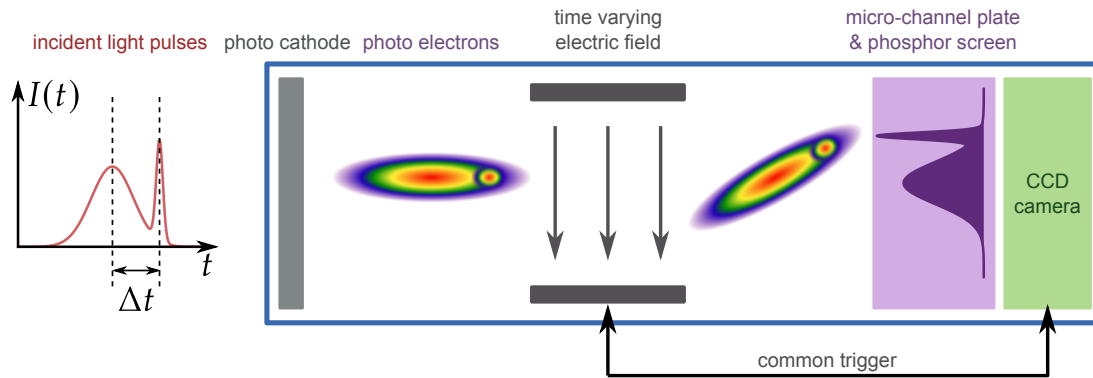 incident light pulses
photo cathode
photo electrons
time varying
electric field
micro-channel plate
& phosphor screen
I(t)
t
Δt
CCD
camera
common trigger